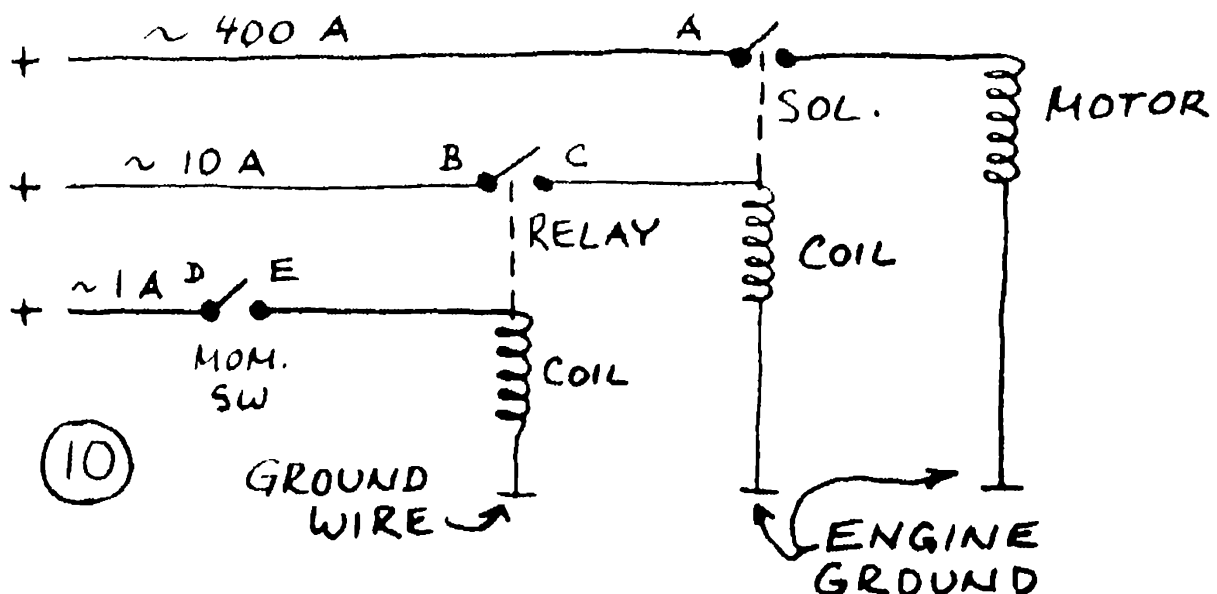 ~ 400 A
A
+
SOL.
MOTOR
~ 10 A
B
C
+
RELAY
COIL
~ 1 A
D
E
+
MOM.
SW
COIL
10
GROUND
WIRE
ENGINE
GROUND